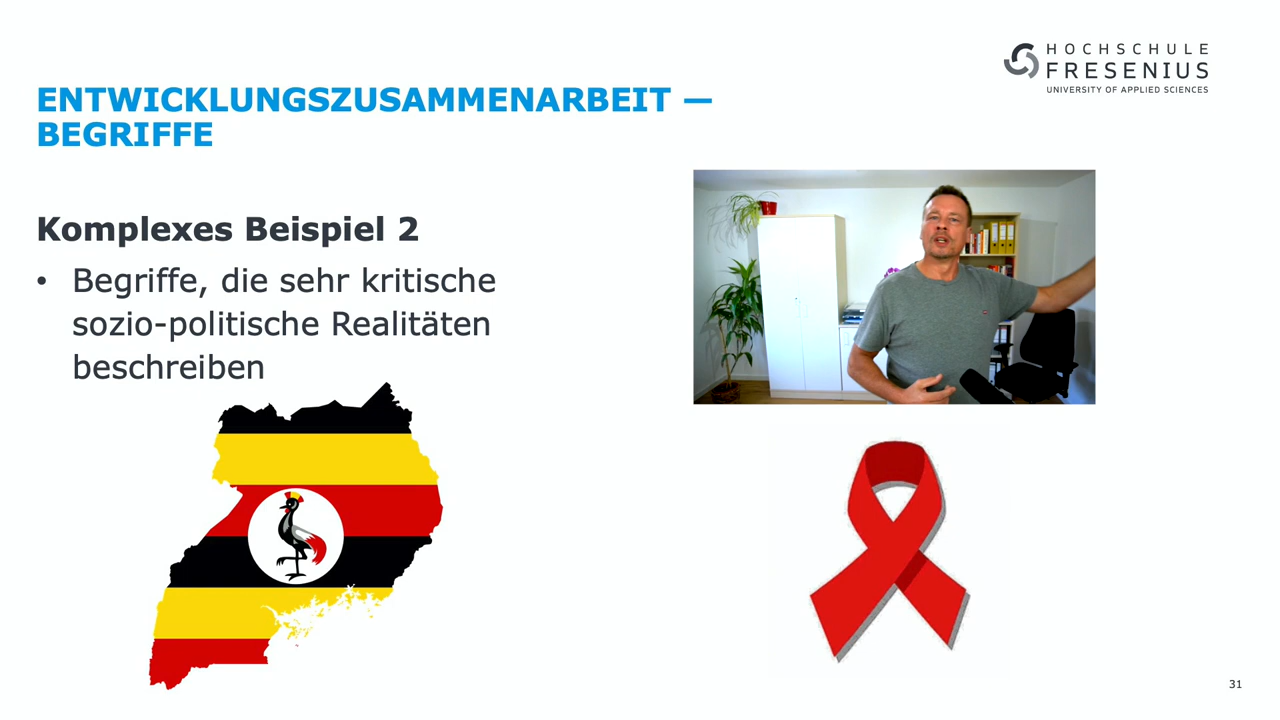 HOCHSCHULE
FRESENIUS
UNIVERSITY OF APPLIED SCIENCES
ENTWICKLUNGSZUSAMMENARBEIT —
BEGRIFFE
Komplexes Beispiel 2
• Begriffe, die sehr kritische
sozio-politische Realitäten
beschreiben
31